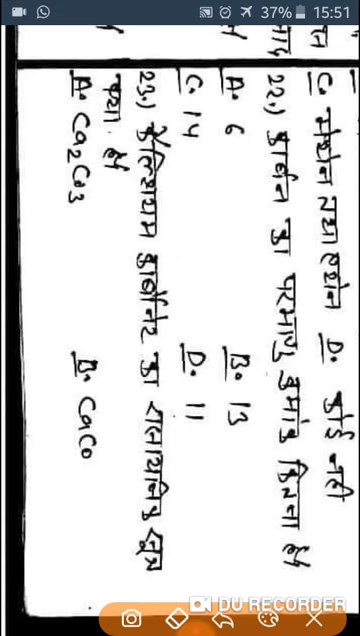 37% 15:51
C. मेथेन तथा एथेन D. कोई नही
22.) कार्बन का परमाणु क्रमांक कितना है
A. 6 B. 13
C. 14 D. 11
23.) कैल्शियम कार्बोनेट का रासायनिक सूत्र
क्या है
A. Ca2Co3 B. CaCo
DU RECORDER